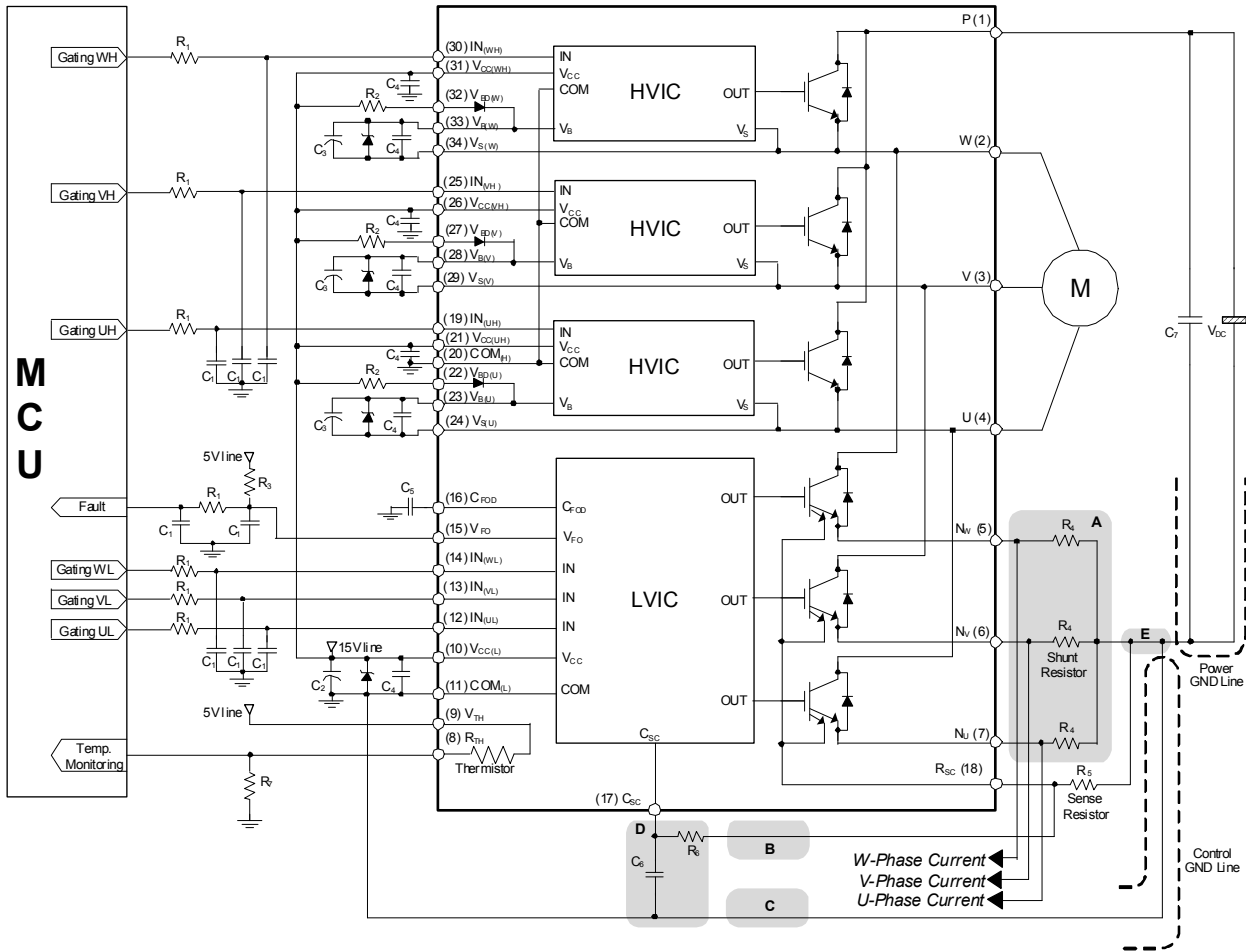 MCU
Gating WH
Gating VH
Gating UH
Fault
Gating WL
Gating VL
Gating UL
Temp.
Monitoring
R1
R1
R1
C1 C1 C1
5V line
R3
R1
C1 C1
R1
R1
R1
C1 C1 C1
5V line
R7
C4
R2
C3 C4
C4
R2
C3 C4
C4
R2
C3 C4
C5
15V line
C2 C4
(30) IN(WH)
(31) VCC(WH)
(32) VBD(W)
(33) VB(W)
(34) VS(W)
(25) IN(VH)
(26) VCC(VH)
(27) VBD(V)
(28) VB(V)
(29) VS(V)
(19) IN(UH)
(21) VCC(UH)
(20) COM(H)
(22) VBD(U)
(23) VB(U)
(24) VS(U)
(16) CFOD
(15) VFO
(14) IN(WL)
(13) IN(VL)
(12) IN(UL)
(10) VCC(L)
(11) COM(L)
(9) VTH
(8) RTH
Thermistor
(17) CSC
IN
VCC
COM
VB
HVIC
OUT
VS
IN
VCC
COM
VB
HVIC
OUT
VS
IN
VCC
COM
VB
HVIC
OUT
VS
CFOD
VFO
IN
IN
IN
VCC
COM
LVIC
OUT
OUT
OUT
CSC
P (1)
W (2)
V (3)
U (4)
NW (5)
NV (6)
NU (7)
RSC (18)
M
C7
VDC
A
R4
R4
Shunt
Resistor
R4
E
Power
GND Line
R5
Sense
Resistor
D
C6
R6
B
C
W-Phase Current
V-Phase Current
U-Phase Current
Control
GND Line